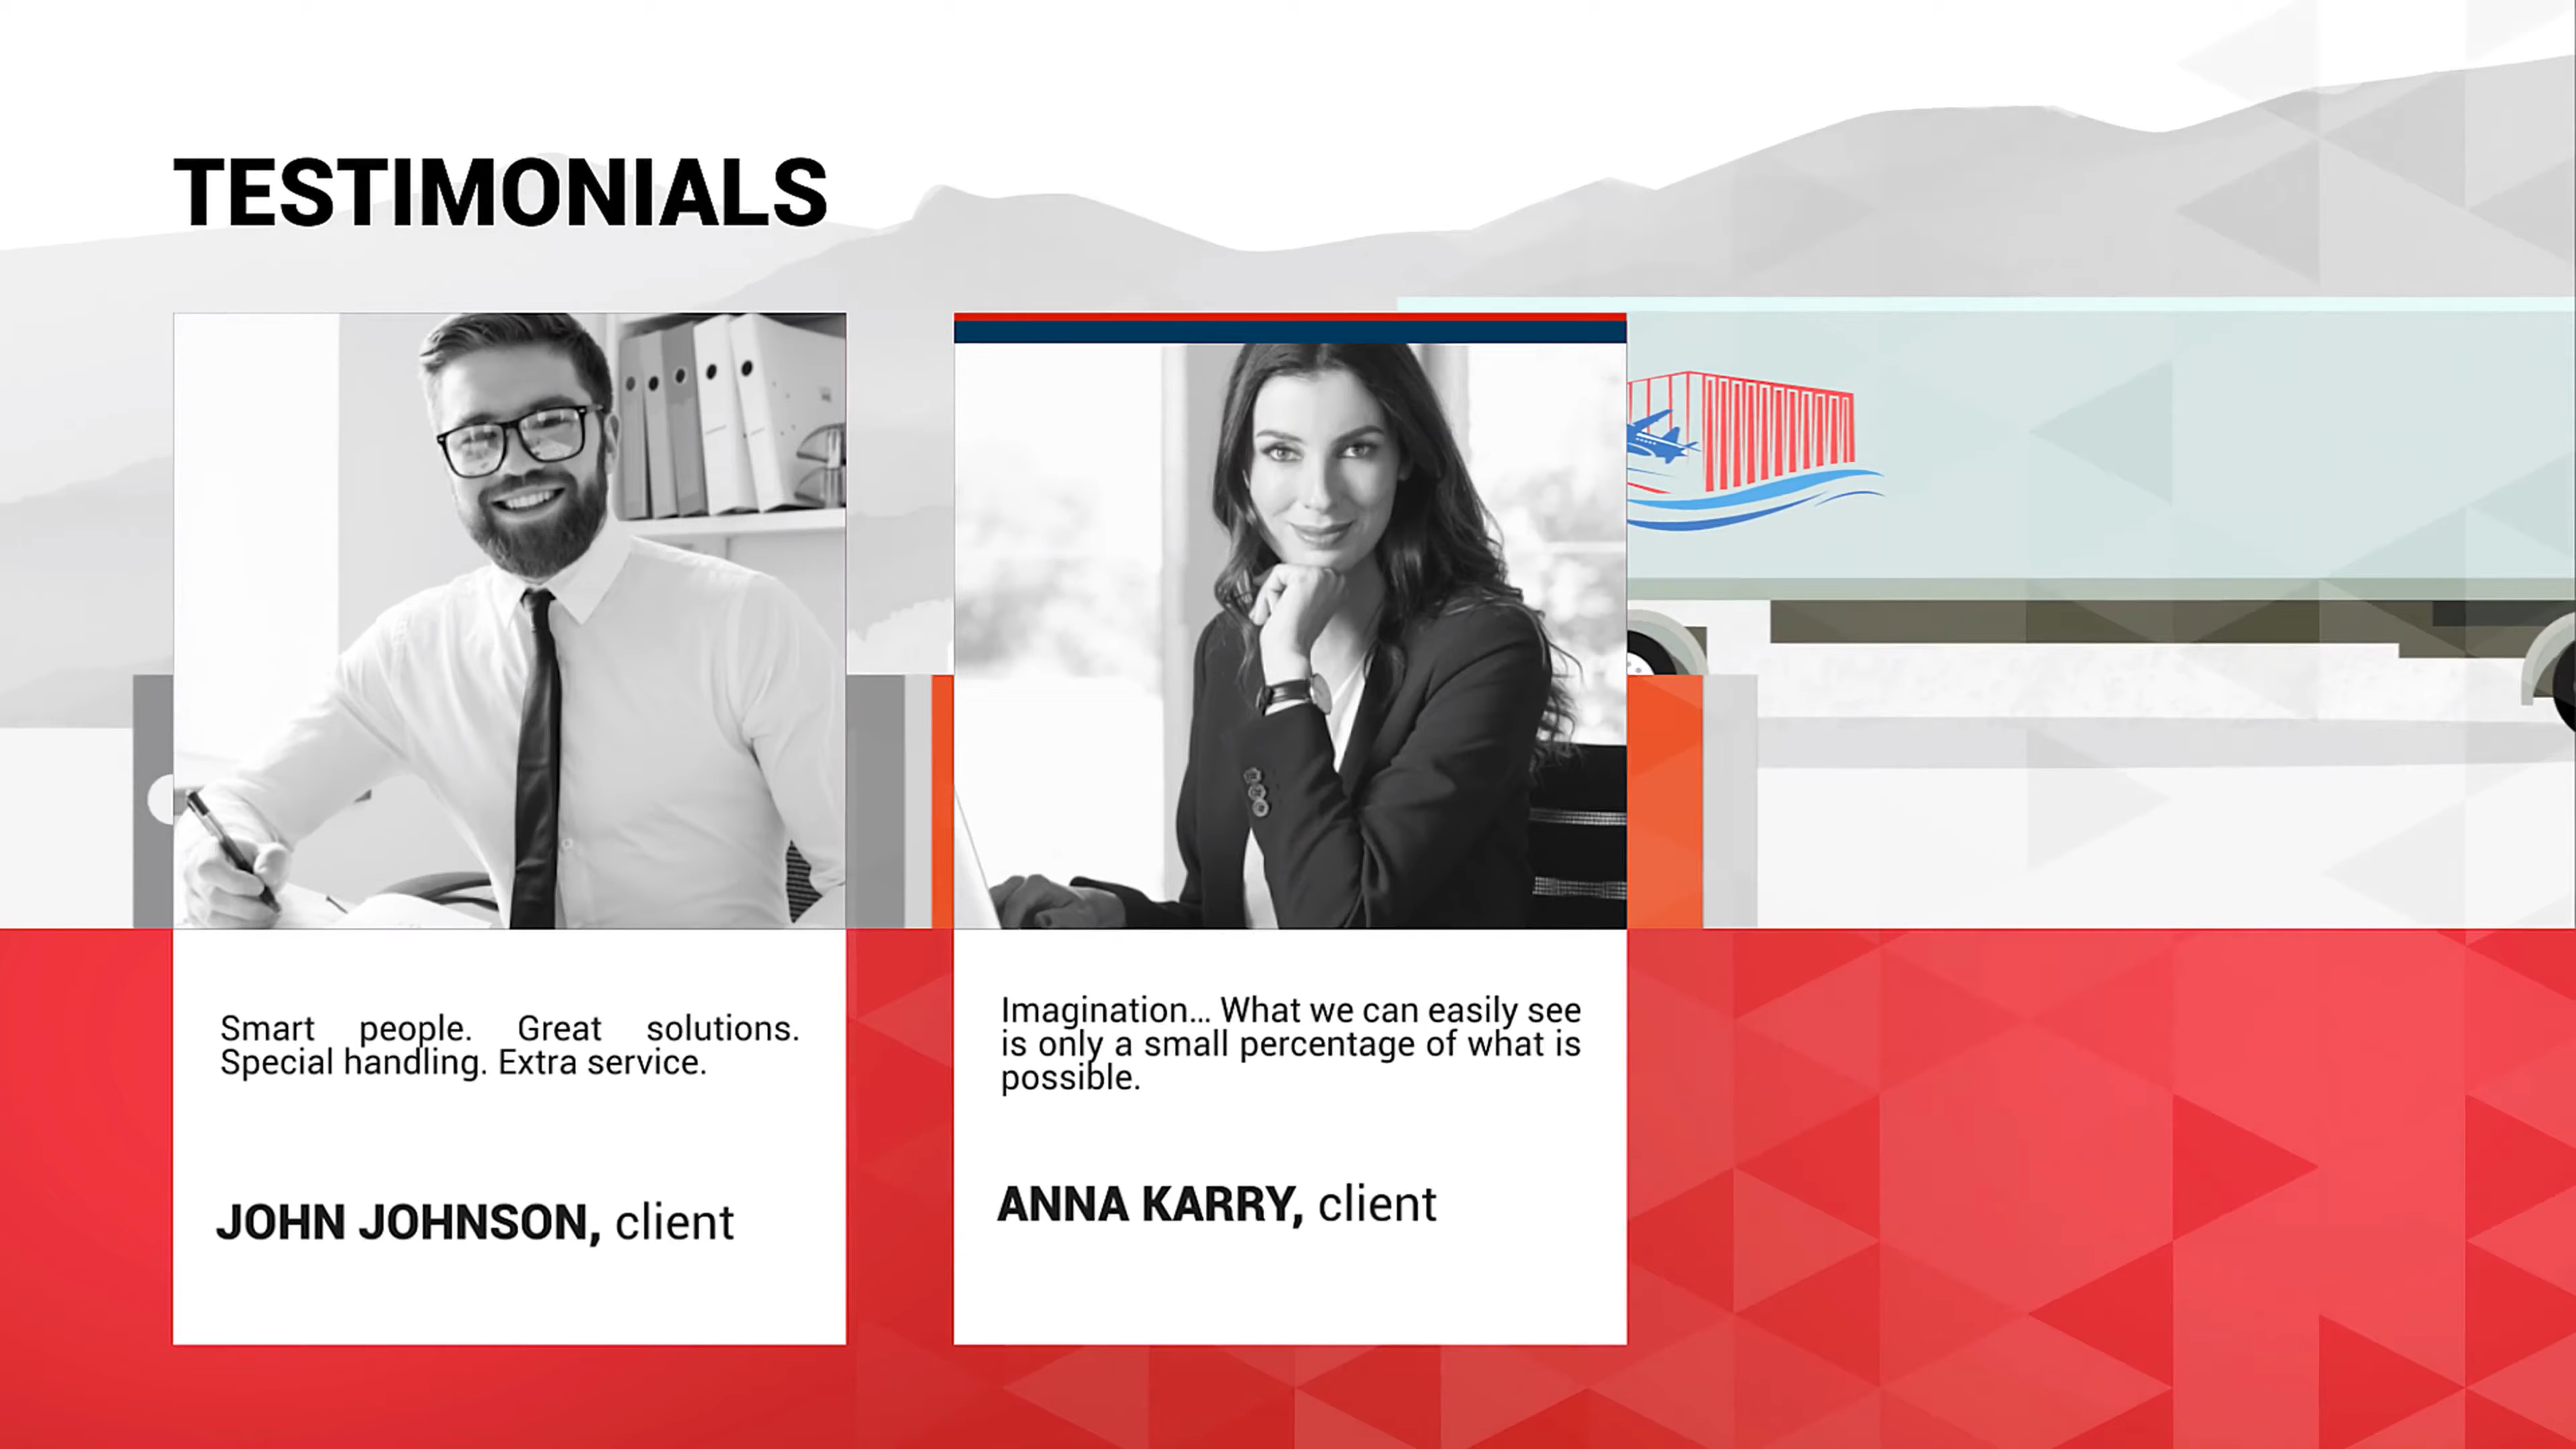 TESTIMONIALS
Smart people. Great solutions.
Special handling. Extra service.
JOHN JOHNSON, client
Imagination... What we can easily see
is only a small percentage of what is
possible.
ANNA KARRY, client